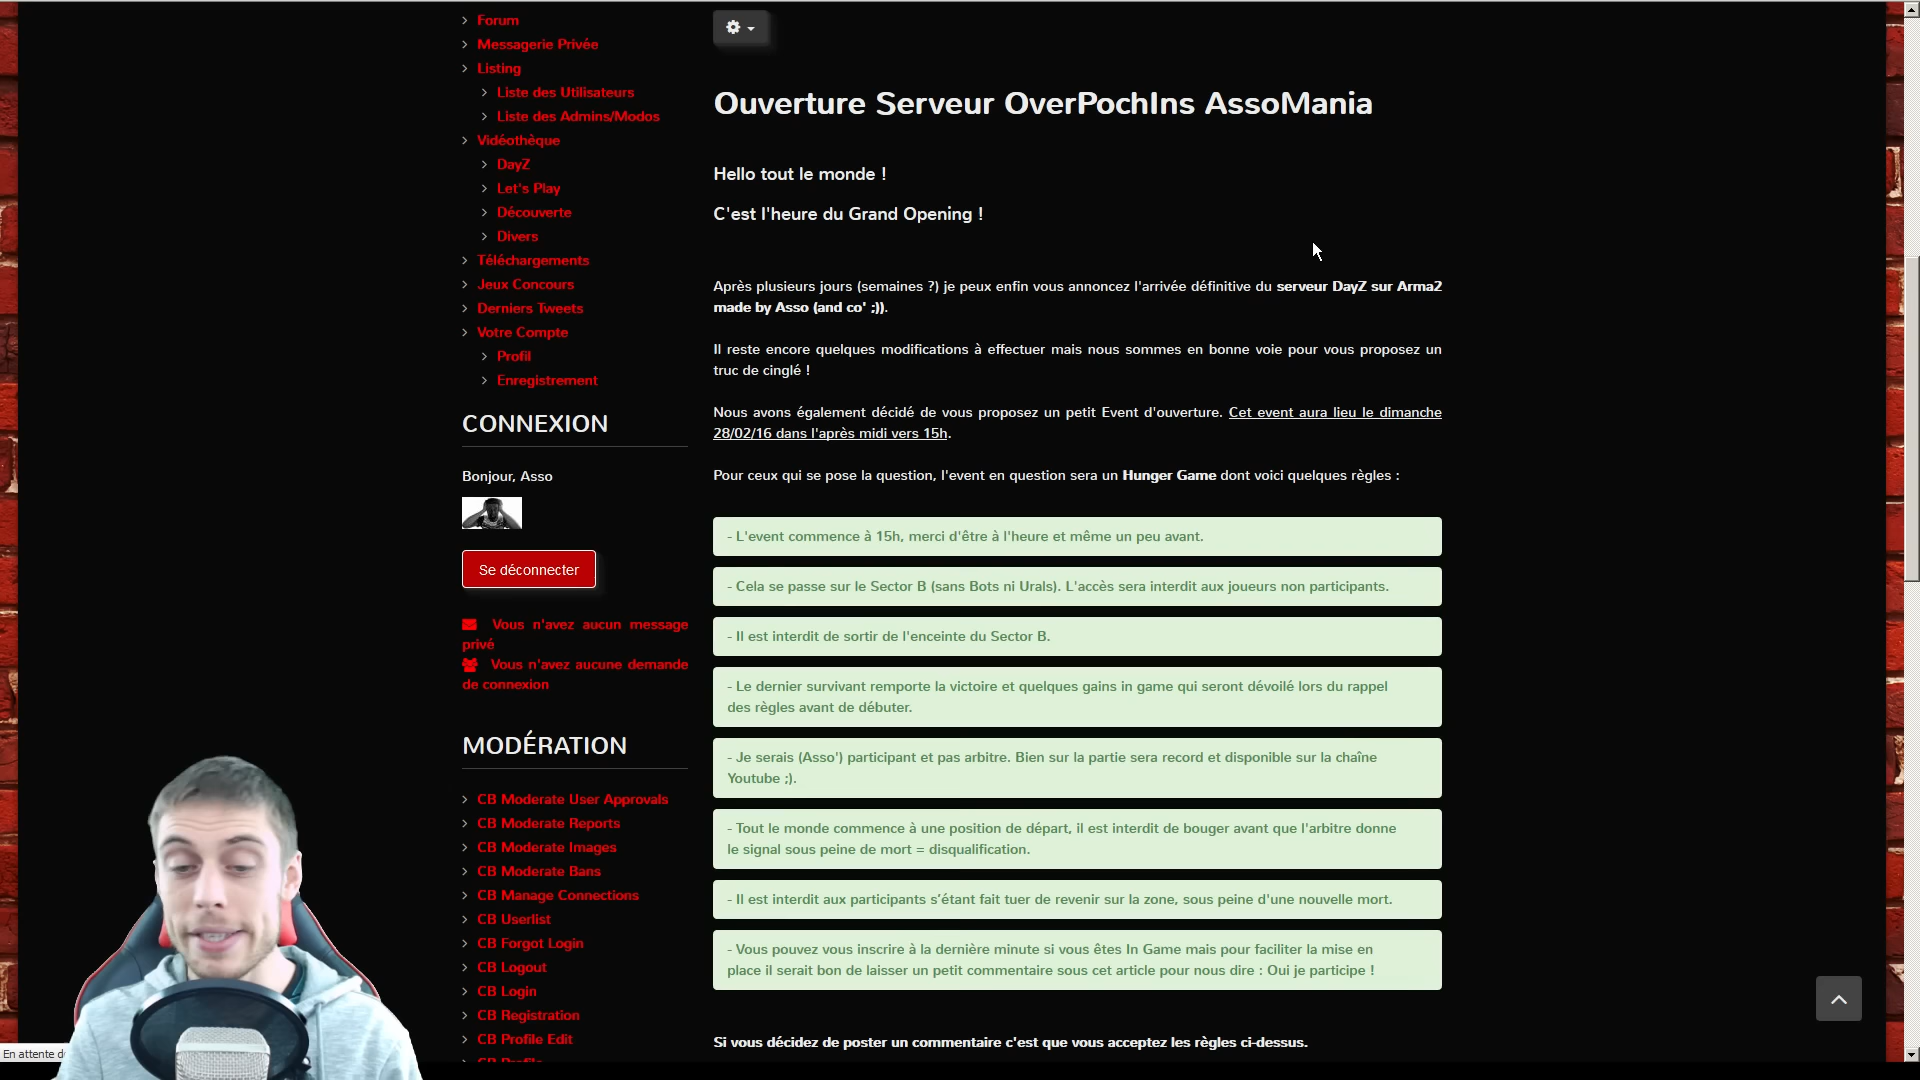 Forum
Messagerie Privée
Listing
Liste des Utilisateurs
Liste des Admins/Modos
Vidéothèque
DayZ
Let's Play
Découverte
Divers
Téléchargements
Jeux Concours
Derniers Tweets
Votre Compte
Profil
Enregistrement
CONNEXION
Bonjour, Asso
Se déconnecter
Vous n'avez aucun message
privé
Vous n'avez aucune demande
de connexion
MODÉRATION
CB Moderate User Approvals
CB Moderate Reports
CB Moderate Images
CB Moderate Bans
CB Manage Connections
CB Userlist
CB Forgot Login
CB Logout
CB Login
CB Registration
CB Profile Edit
En attente
Ouverture Serveur OverPochIns AssoMania
Hello tout le monde !
C'est l'heure du Grand Opening !
Après plusieurs jours (semaines ?) je peux enfin vous annoncez l'arrivée définitive du serveur DayZ sur Arma2
made by Asso (and co' ;)).
Il reste encore quelques modifications à effectuer mais nous sommes en bonne voie pour vous proposez un
truc de cinglé !
Nous avons également décidé de vous proposez un petit Event d'ouverture. Cet event aura lieu le dimanche
28/02/16 dans l'après midi vers 15h.
Pour ceux qui se pose la question, l'event en question sera un Hunger Game dont voici quelques règles :
- L'event commence à 15h, merci d'être à l'heure et même un peu avant.
- Cela se passe sur le Sector B (sans Bots ni Urals). L'accès sera interdit aux joueurs non participants.
- Il est interdit de sortir de l'enceinte du Sector B.
- Le dernier survivant remporte la victoire et quelques gains in game qui seront dévoilé lors du rappel
des règles avant de débuter.
- Je serais (Asso') participant et pas arbitre. Bien sur la partie sera record et disponible sur la chaîne
Youtube ;).
- Tout le monde commence à une position de départ, il est interdit de bouger avant que l'arbitre donne
le signal sous peine de mort = disqualification.
- Il est interdit aux participants s'étant fait tuer de revenir sur la zone, sous peine d'une nouvelle mort.
- Vous pouvez vous inscrire à la dernière minute si vous êtes In Game mais pour faciliter la mise en
place il serait bon de laisser un petit commentaire sous cet article pour nous dire : Oui je participe !
Si vous décidez de poster un commentaire c'est que vous acceptez les règles ci-dessus.